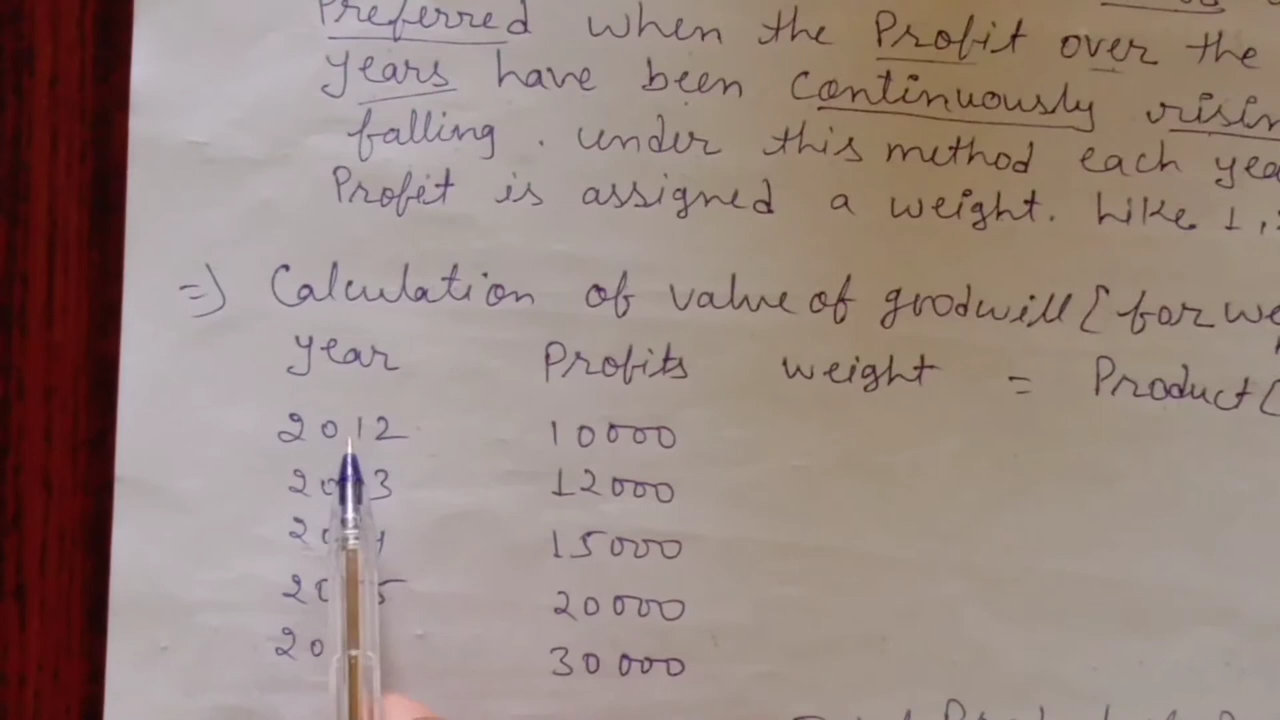 Preferred when the Profit over the
years have been continuously risin
falling. under this method each yea
Profit is assigned a weight. Like 1,
=> Calculation of value of goodwill [for we
year Profits weight = Product [
2012 10000
2013 12000
15000
20000
30000